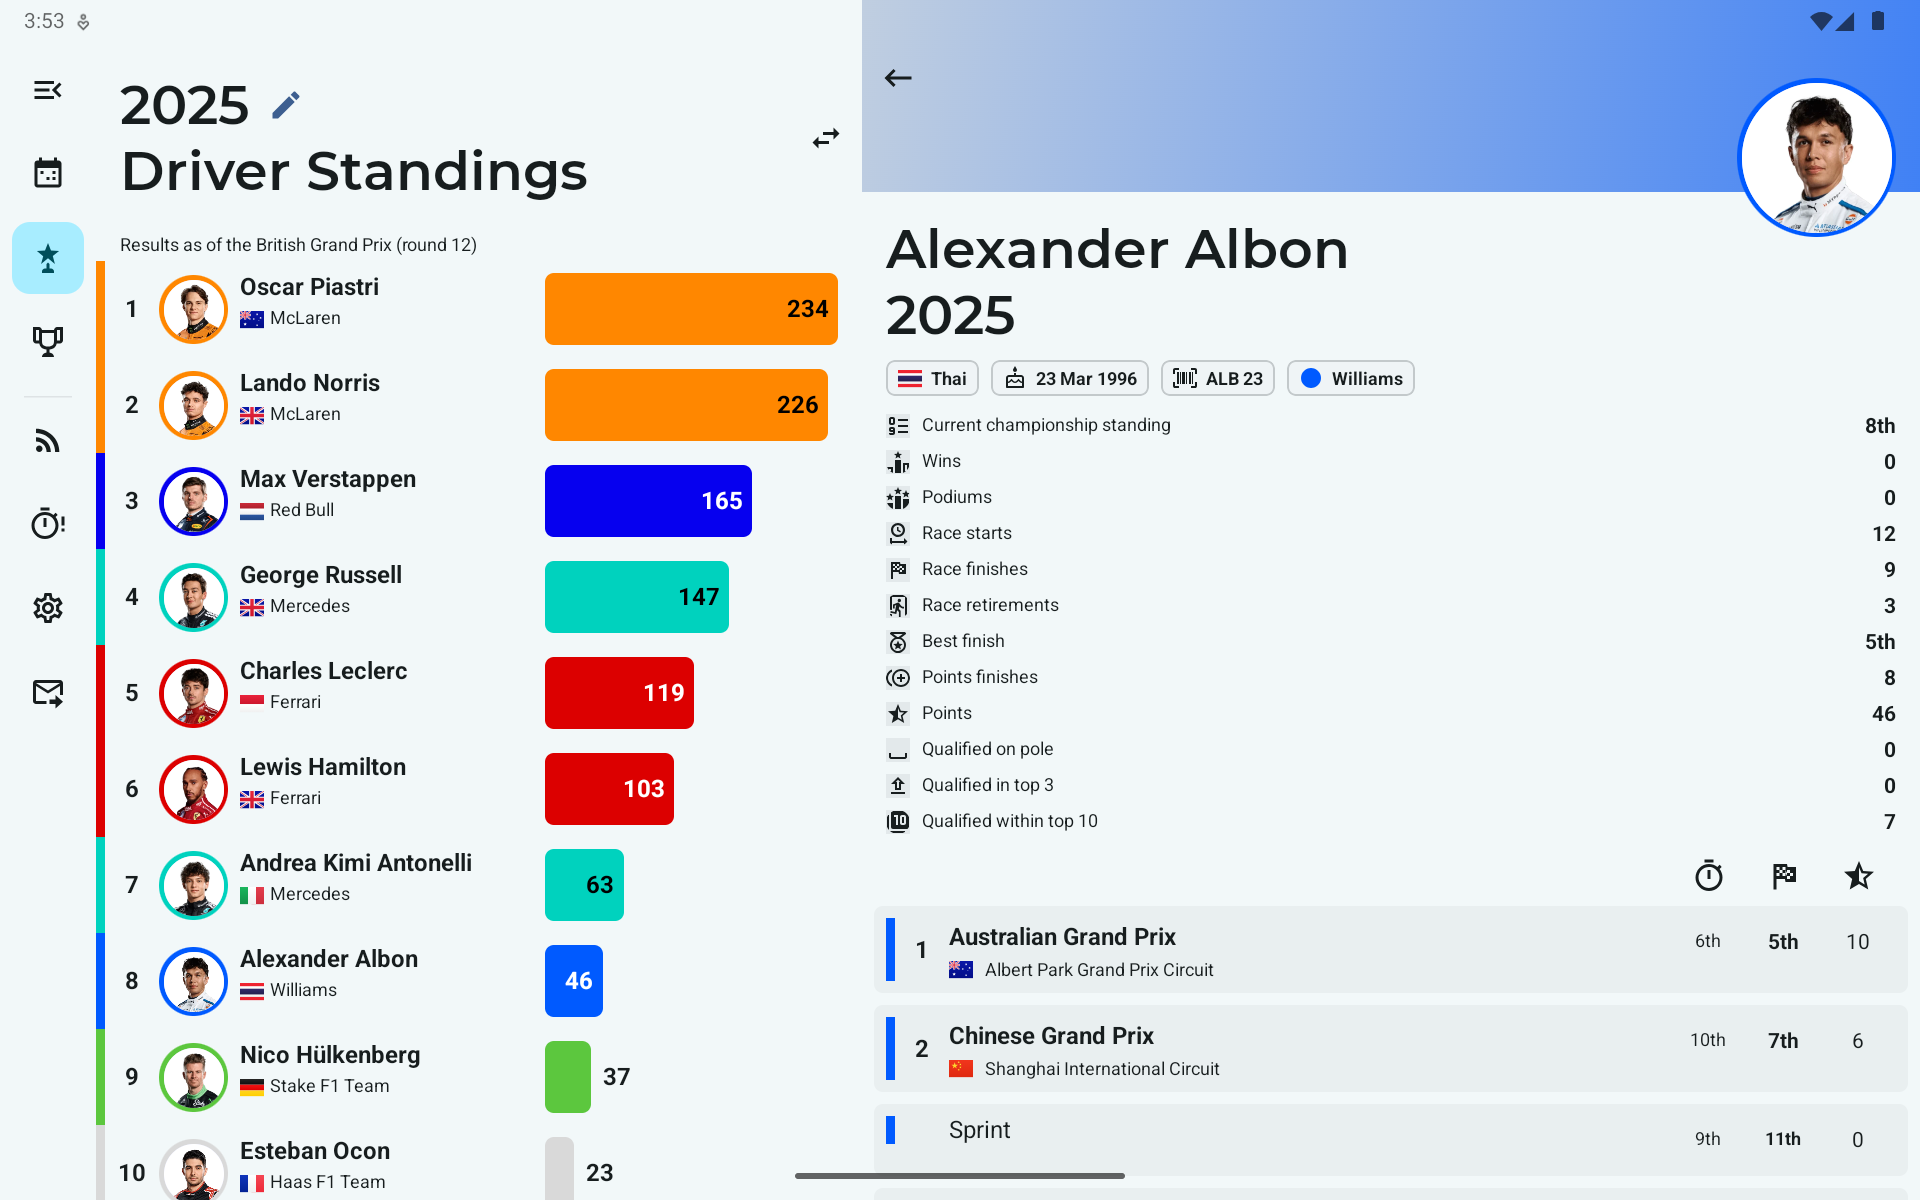 3:53
2025
Driver Standings
Results as of the British Grand Prix (round 12)
1
Oscar Piastri
McLaren
234
2
Lando Norris
McLaren
226
3
Max Verstappen
Red Bull
165
4
George Russell
Mercedes
147
5
Charles Leclerc
Ferrari
119
6
Lewis Hamilton
Ferrari
103
7
Andrea Kimi Antonelli
Mercedes
63
8
Alexander Albon
Williams
46
9
Nico Hülkenberg
Stake F1 Team
37
10
Esteban Ocon
Haas F1 Team
23
Alexander Albon
2025
Thai
23 Mar 1996
ALB 23
Williams
Current championship standing 8th
Wins 0
Podiums 0
Race starts 12
Race finishes 9
Race retirements 3
Best finish 5th
Points finishes 8
Points 46
Qualified on pole 0
Qualified in top 3 0
Qualified within top 10 7
1
Australian Grand Prix
Albert Park Grand Prix Circuit
6th 5th 10
2
Chinese Grand Prix
Shanghai International Circuit
10th 7th 6
Sprint
9th 11th 0